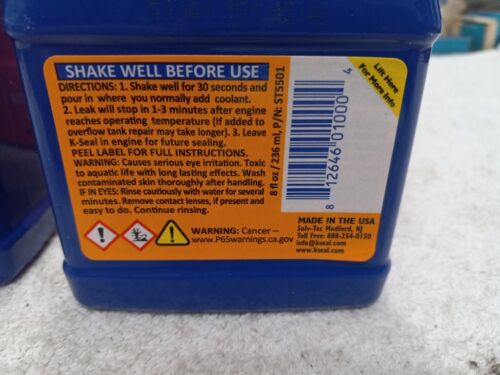 SHAKE WELL BEFORE USE
DIRECTIONS: 1. Shake well for 30 seconds and
pour in where you normally add coolant.
2. Leak will stop in 1-3 minutes after engine
reaches operating temperature (If added to
overflow tank repair may take longer). 3. Leave
K-Seal in engine for future sealing.
PEEL LABEL FOR FULL INSTRUCTIONS.
WARNING: Causes serious eye irritation. Toxic
to aquatic life with long lasting effects. Wash
contaminated skin thoroughly after handling.
IF IN EYES: Rinse cautiously with water for several
minutes. Remove contact lenses, if present and
easy to do. Continue rinsing.
WARNING: Cancer—
www.P65warnings.ca.gov
8 fl oz / 236 ml, P/N: ST5501
8 12646 01000 4
Lift Here
For More Info
MADE IN THE USA
Solv-Tec Medford, NJ
Toll Free: 888-254-0150
www.kseal.com